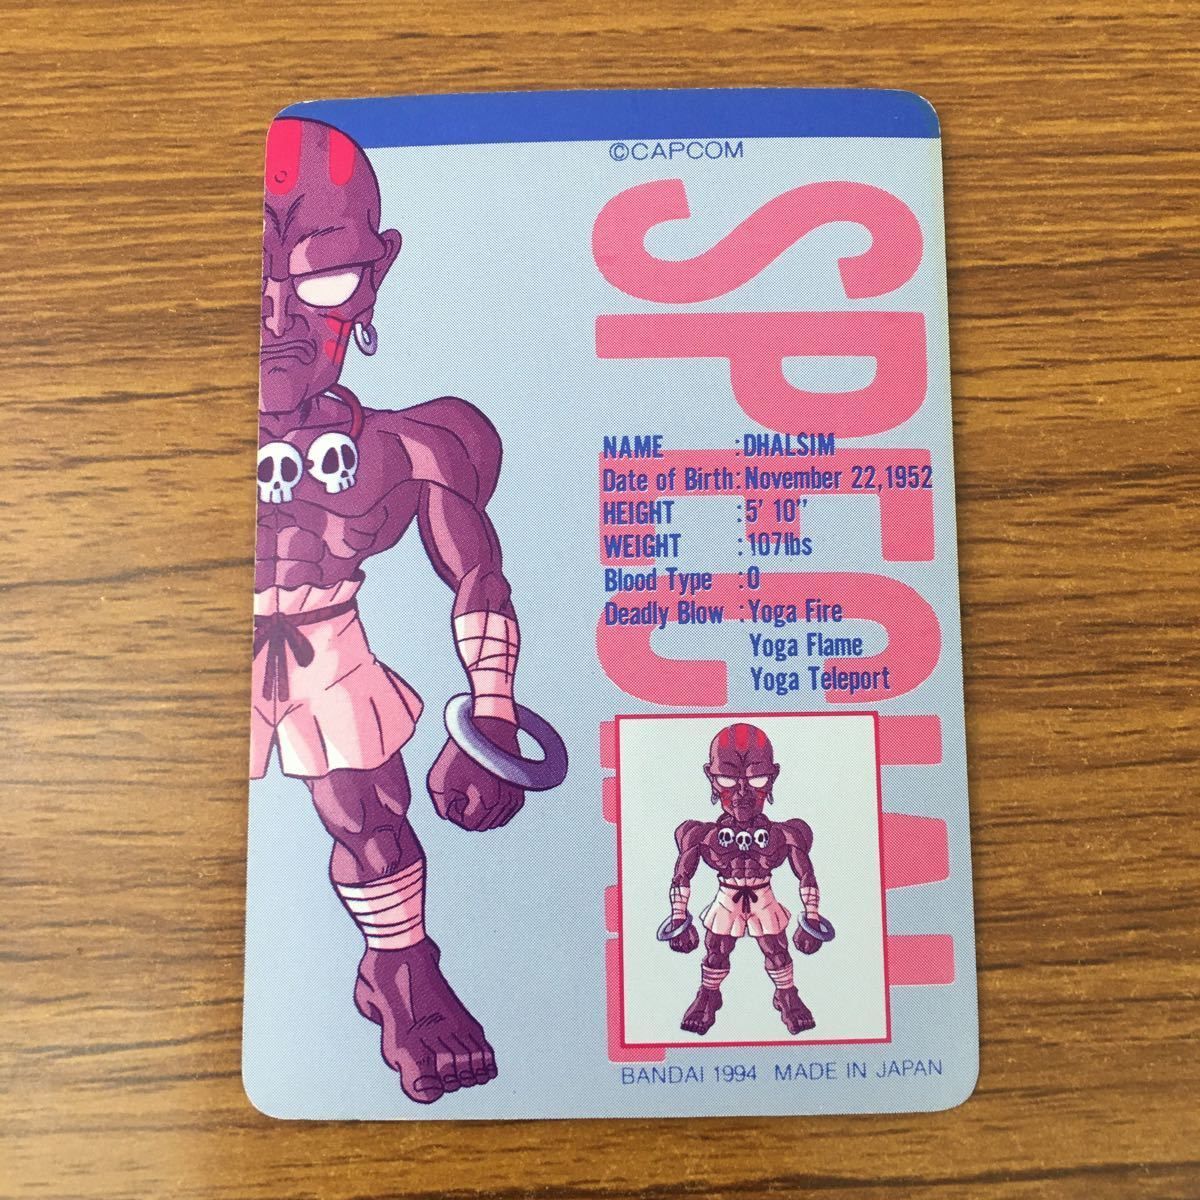 ©CAPCOM
SPECIAL
NAME :DHALSIM
Date of Birth:November 22,1952
HEIGHT :5' 10"
WEIGHT :107lbs
Blood Type :O
Deadly Blow :Yoga Fire
Yoga Flame
Yoga Teleport
BANDAI 1994 MADE IN JAPAN